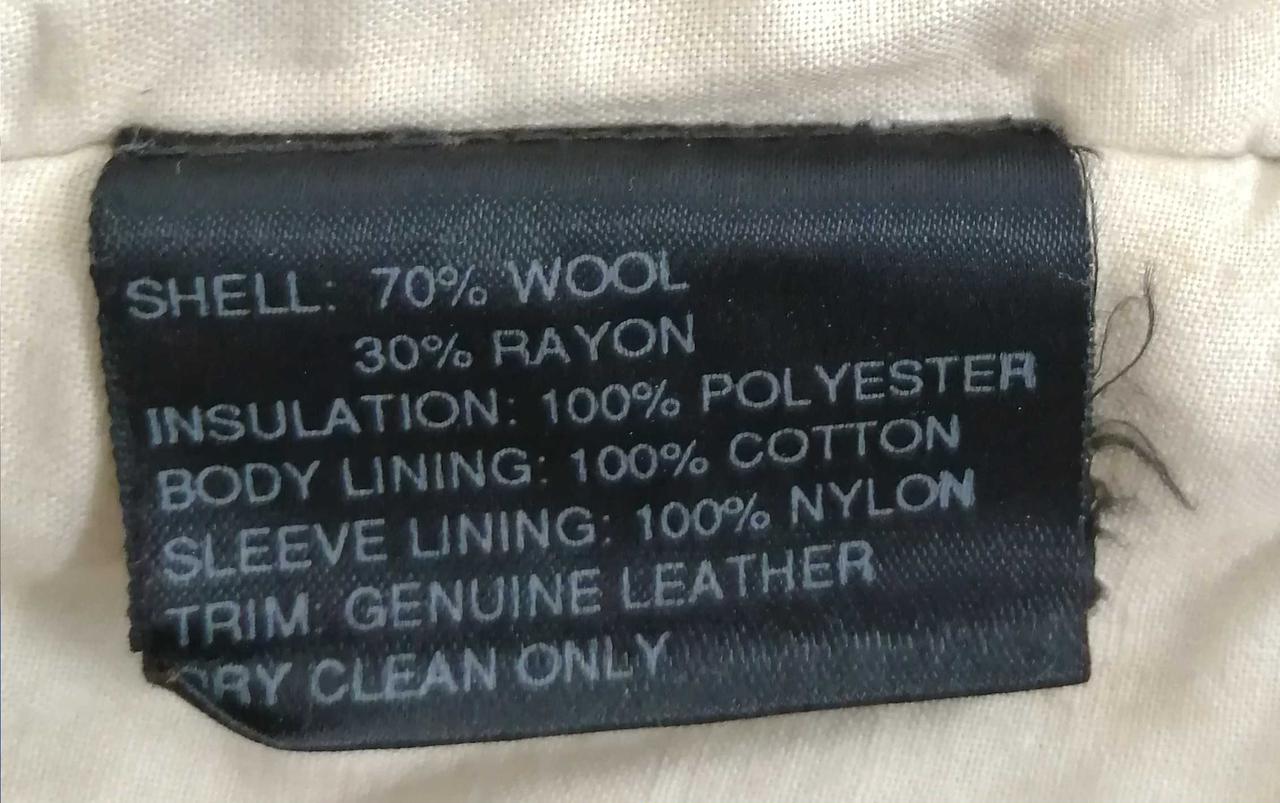 SHELL: 70% WOOL
30% RAYON
INSULATION: 100% POLYESTER
BODY LINING: 100% COTTON
SLEEVE LINING: 100% NYLON
TRIM: GENUINE LEATHER
DRY CLEAN ONLY